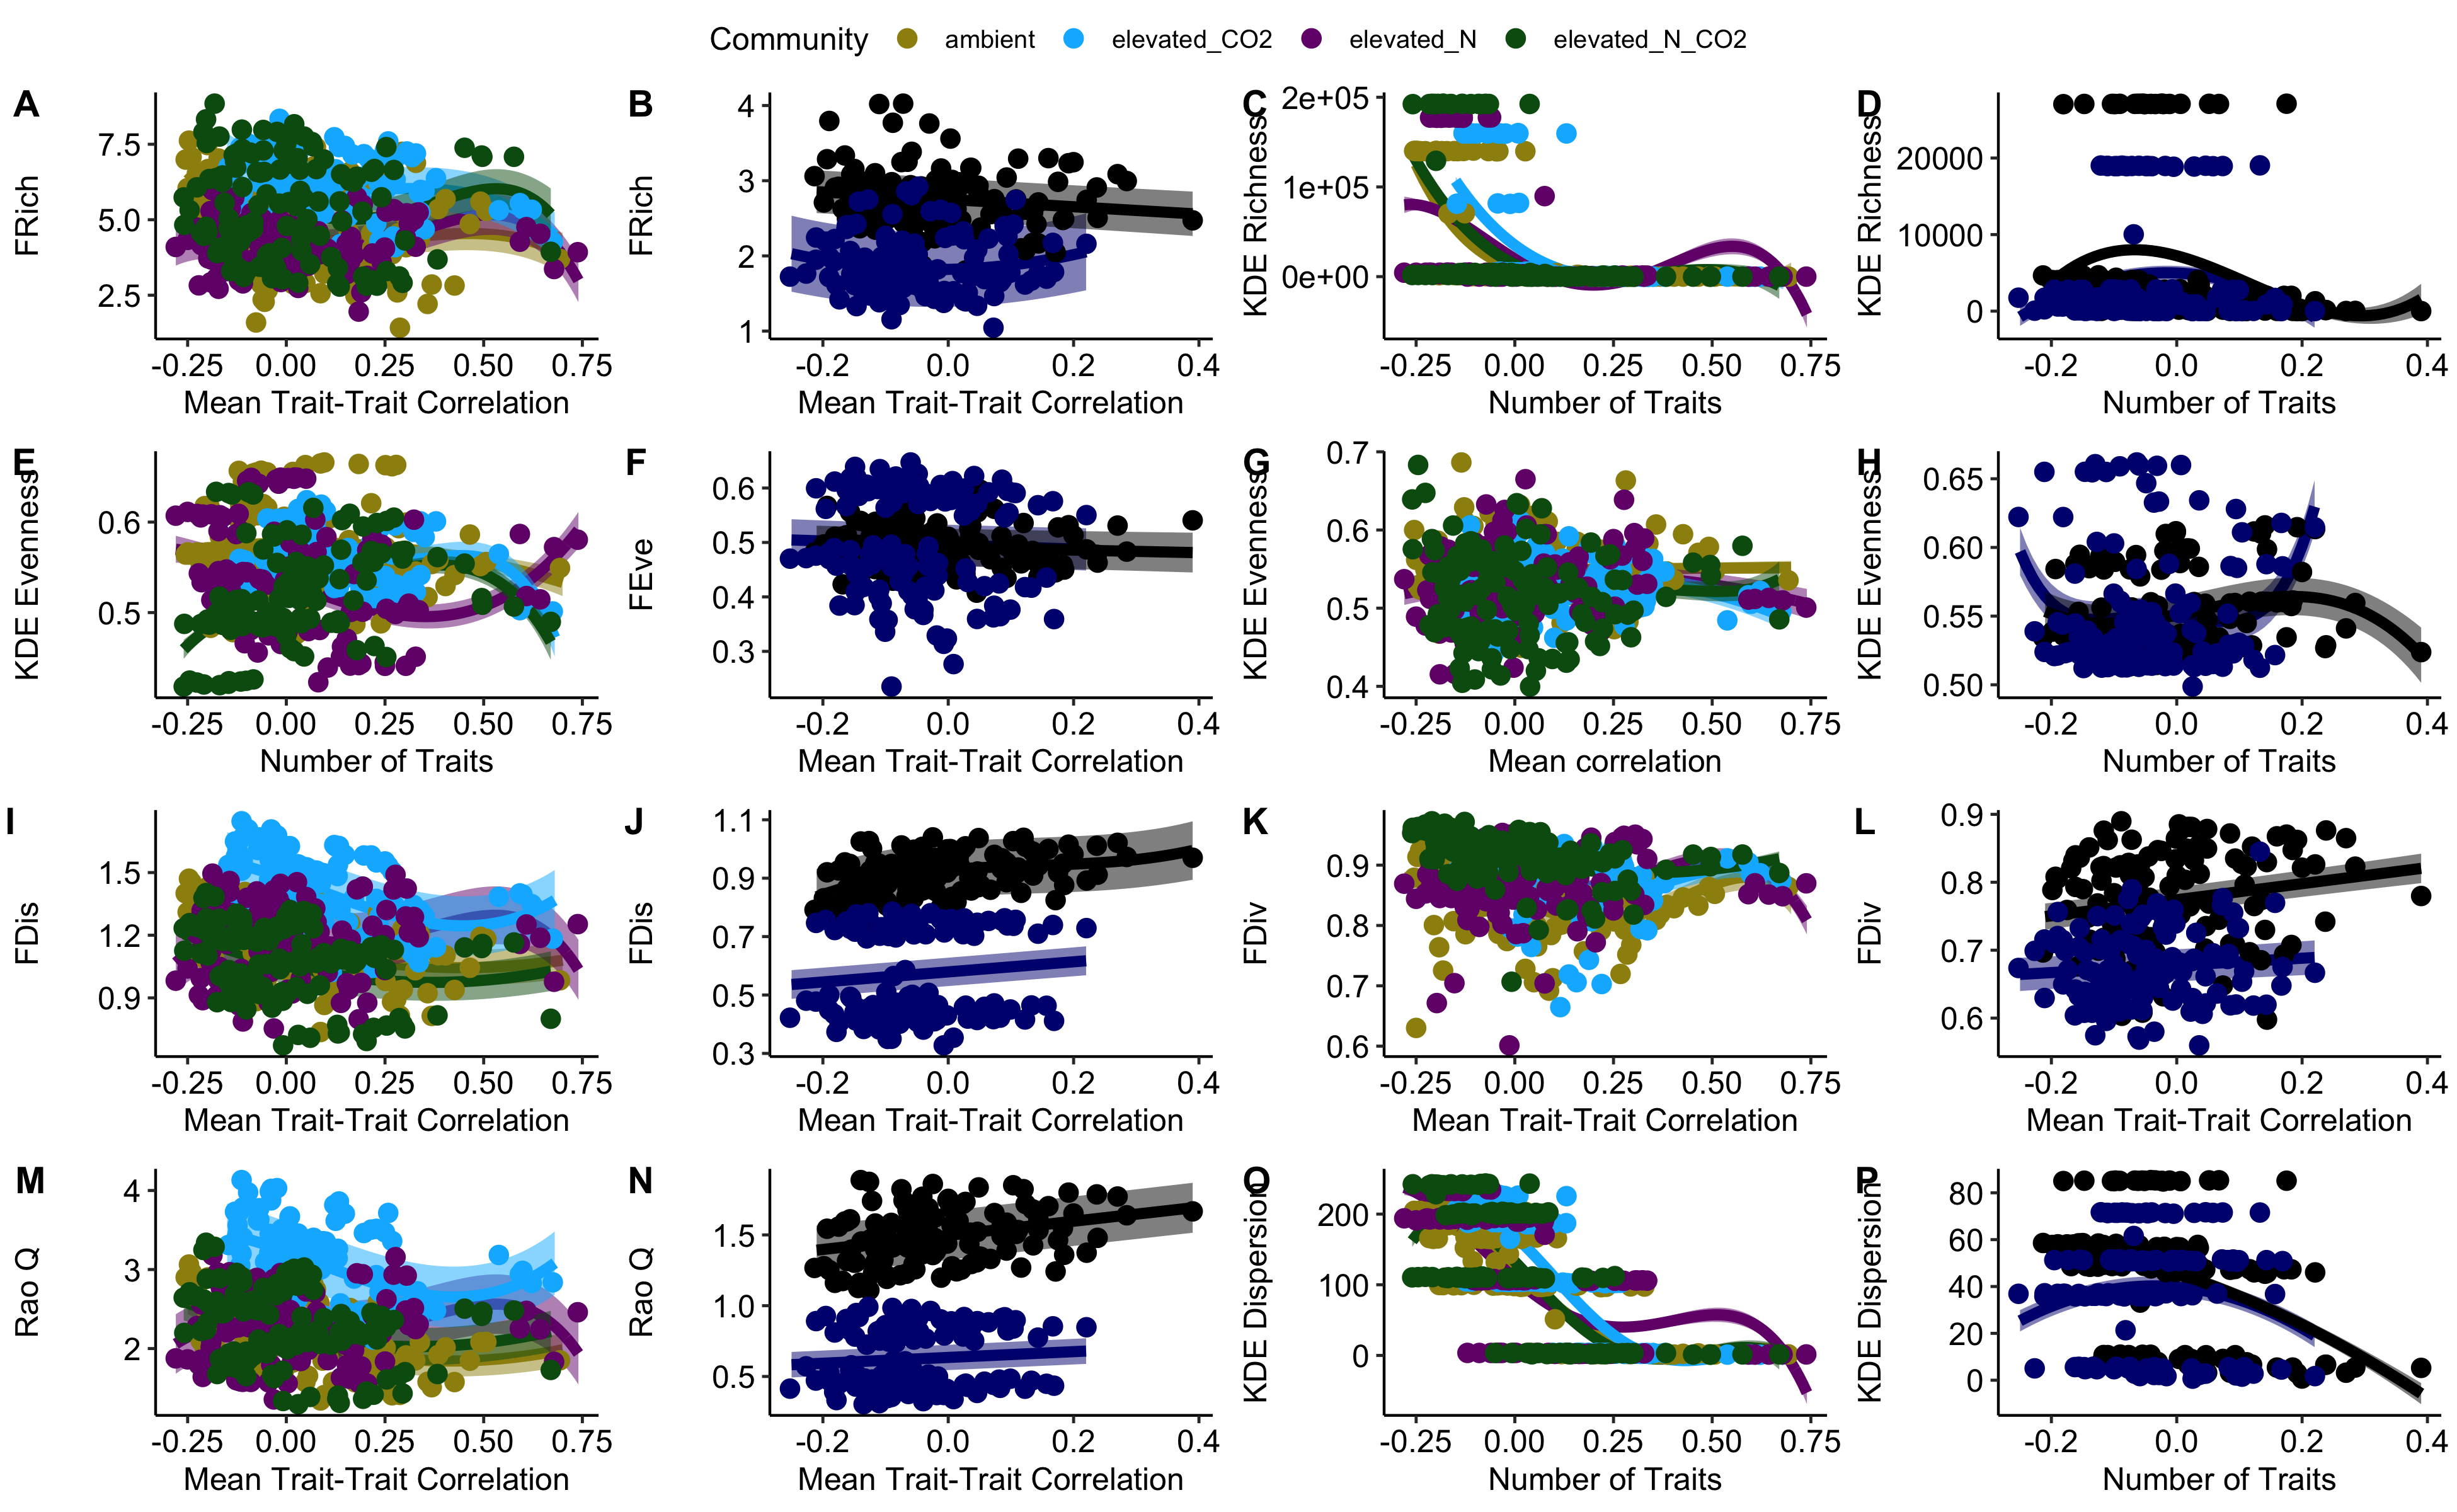 Community ambient elevated_CO2 elevated_N elevated_N_CO2
A
FRich
7.5
5.0
2.5
-0.25 0.00 0.25 0.50 0.75
Mean Trait-Trait Correlation
B
FRich
4
3
2
1
-0.2 0.0 0.2 0.4
Mean Trait-Trait Correlation
C
KDE Richness
2e+05
1e+05
0e+00
-0.25 0.00 0.25 0.50 0.75
Number of Traits
D
KDE Richness
20000
10000
0
-0.2 0.0 0.2 0.4
Number of Traits
E
KDE Evenness
0.6
0.5
-0.25 0.00 0.25 0.50 0.75
Number of Traits
F
FEve
0.6
0.5
0.4
0.3
-0.2 0.0 0.2 0.4
Mean Trait-Trait Correlation
G
KDE Evenness
0.7
0.6
0.5
0.4
-0.25 0.00 0.25 0.50 0.75
Mean correlation
H
KDE Evenness
0.65
0.60
0.55
0.50
-0.2 0.0 0.2 0.4
Number of Traits
I
FDis
1.5
1.2
0.9
-0.25 0.00 0.25 0.50 0.75
Mean Trait-Trait Correlation
J
FDis
1.1
0.9
0.7
0.5
0.3
-0.2 0.0 0.2 0.4
Mean Trait-Trait Correlation
K
FDiv
0.9
0.8
0.7
0.6
-0.25 0.00 0.25 0.50 0.75
Mean Trait-Trait Correlation
L
FDiv
0.9
0.8
0.7
0.6
-0.2 0.0 0.2 0.4
Mean Trait-Trait Correlation
M
Rao Q
4
3
2
-0.25 0.00 0.25 0.50 0.75
Mean Trait-Trait Correlation
N
Rao Q
1.5
1.0
0.5
-0.2 0.0 0.2 0.4
Mean Trait-Trait Correlation
O
KDE Dispersion
200
100
0
-0.25 0.00 0.25 0.50 0.75
Number of Traits
P
KDE Dispersion
80
60
40
20
0
-0.2 0.0 0.2 0.4
Number of Traits